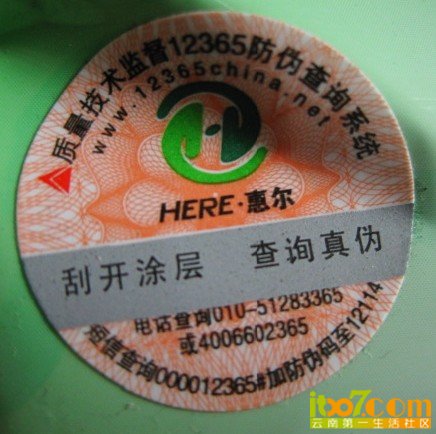 质量技术监督12365防伪查询系统
www.12365china.net
HERE·惠尔
刮开涂层 查询真伪
电话查询010-51283365
或4006602365
短信查询000012365#加防伪码至12114
itx07com
云南第一生活社区